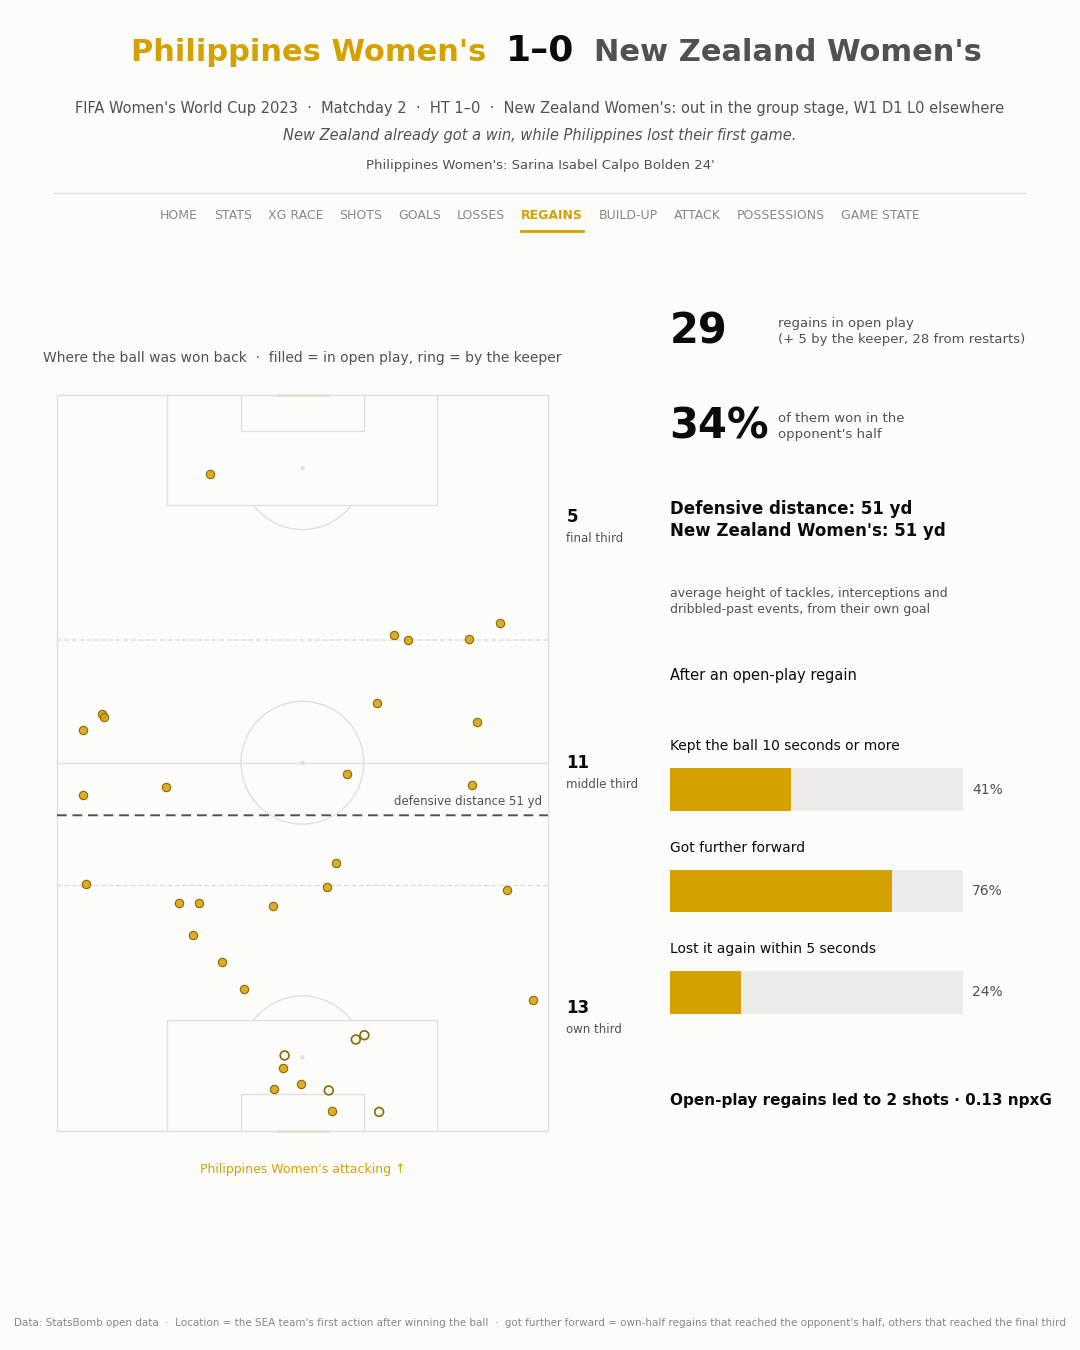 Philippines Women's 1–0 New Zealand Women's
FIFA Women's World Cup 2023 · Matchday 2 · HT 1–0 · New Zealand Women's: out in the group stage, W1 D1 L0 elsewhere
New Zealand already got a win, while Philippines lost their first game.
Philippines Women's: Sarina Isabel Calpo Bolden 24'
HOME STATS XG RACE SHOTS GOALS LOSSES REGAINS BUILD-UP ATTACK POSSESSIONS GAME STATE
Where the ball was won back · filled = in open play, ring = by the keeper
5
final third
11
middle third
defensive distance 51 yd
13
own third
Philippines Women's attacking ↑
29
regains in open play
(+ 5 by the keeper, 28 from restarts)
34%
of them won in the
opponent's half
Defensive distance: 51 yd
New Zealand Women's: 51 yd
average height of tackles, interceptions and
dribbled-past events, from their own goal
After an open-play regain
Kept the ball 10 seconds or more
41%
Got further forward
76%
Lost it again within 5 seconds
24%
Open-play regains led to 2 shots · 0.13 npxG
Data: StatsBomb open data · Location = the SEA team's first action after winning the ball · got further forward = own-half regains that reached the opponent's half, others that reached the final third